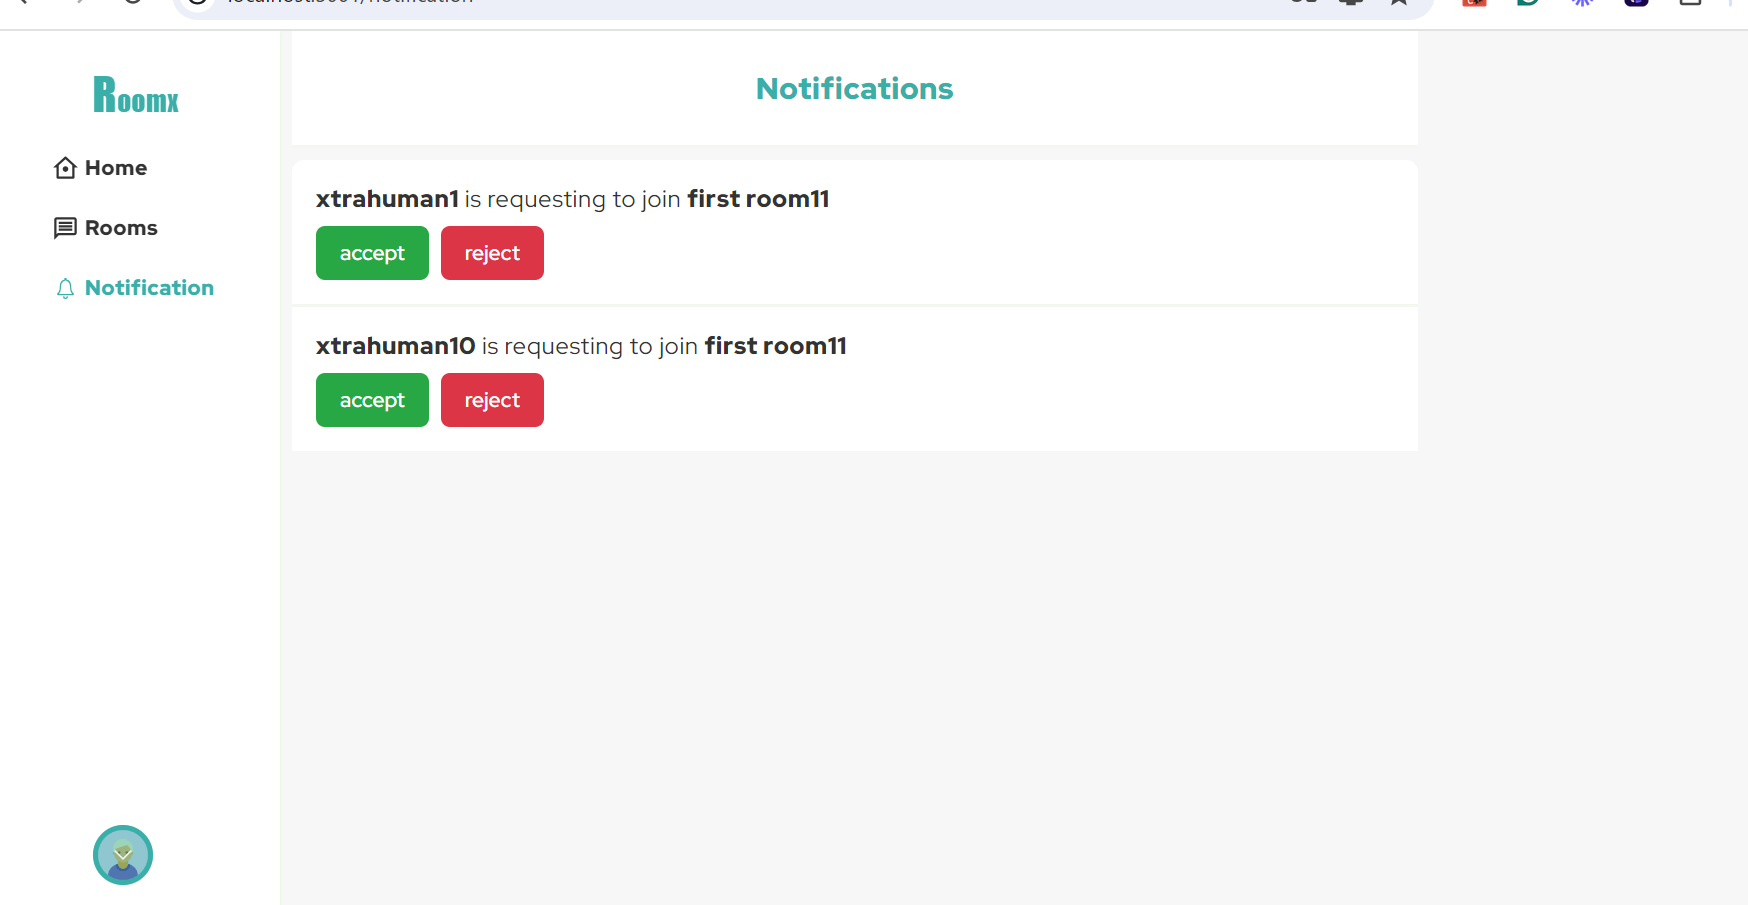 Roomx
Home
Rooms
Notification
Notifications
xtrahuman1 is requesting to join first room11
accept reject
xtrahuman10 is requesting to join first room11
accept reject